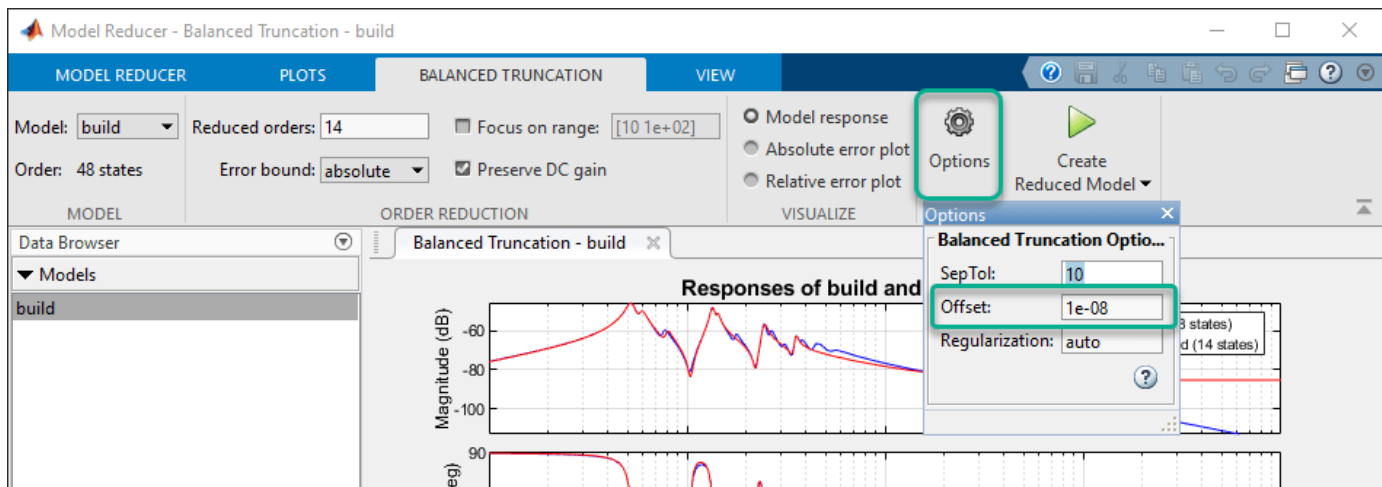 Model Reducer - Balanced Truncation - build
MODEL REDUCER PLOTS BALANCED TRUNCATION VIEW
Model: build Reduced orders: 14 Focus on range: [10 1e+02]
Order: 48 states Error bound: absolute Preserve DC gain
Model response
Absolute error plot
Relative error plot
Options
Create
Reduced Model
MODEL ORDER REDUCTION VISUALIZE
Data Browser
Models
build
Balanced Truncation - build
Responses of build and
Magnitude (dB)
-60
-80
-100
90
eg)
states)
d (14 states)
Options
Balanced Truncation Optio...
SepTol: 10
Offset: 1e-08
Regularization: auto